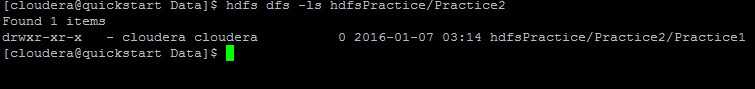 [cloudera@quickstart Data]$ hdfs dfs -ls hdfsPractice/Practice2
Found 1 items
drwxr-xr-x   - cloudera cloudera          0 2016-01-07 03:14 hdfsPractice/Practice2/Practice1
[cloudera@quickstart Data]$